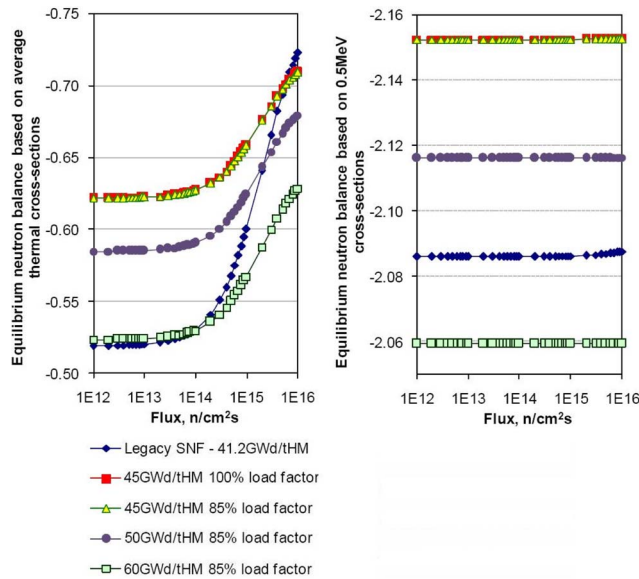 Equilibrium neutron balance based on average
thermal cross-sections
-0.75
-0.70
-0.65
-0.60
-0.55
-0.50
1E12 1E13 1E14 1E15 1E16
Flux, n/cm²s
Equilibrium neutron balance based on 0.5MeV
cross-sections
-2.16
-2.14
-2.12
-2.10
-2.08
-2.06
1E12 1E13 1E14 1E15 1E16
Flux, n/cm²s
Legacy SNF - 41.2GWd/tHM
45GWd/tHM 100% load factor
45GWd/tHM 85% load factor
50GWd/tHM 85% load factor
60GWd/tHM 85% load factor